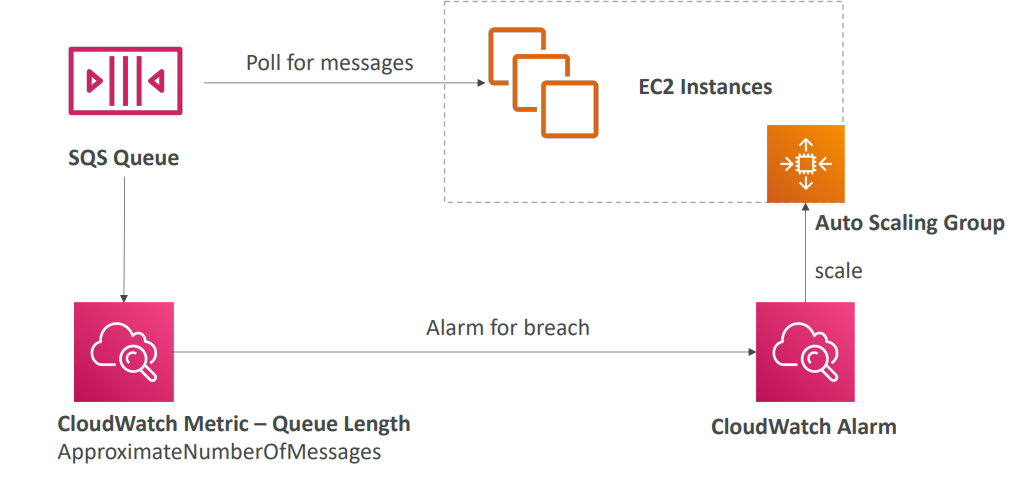 Poll for messages
EC2 Instances
SQS Queue
Auto Scaling Group
scale
Alarm for breach
CloudWatch Metric – Queue Length
ApproximateNumberOfMessages
CloudWatch Alarm